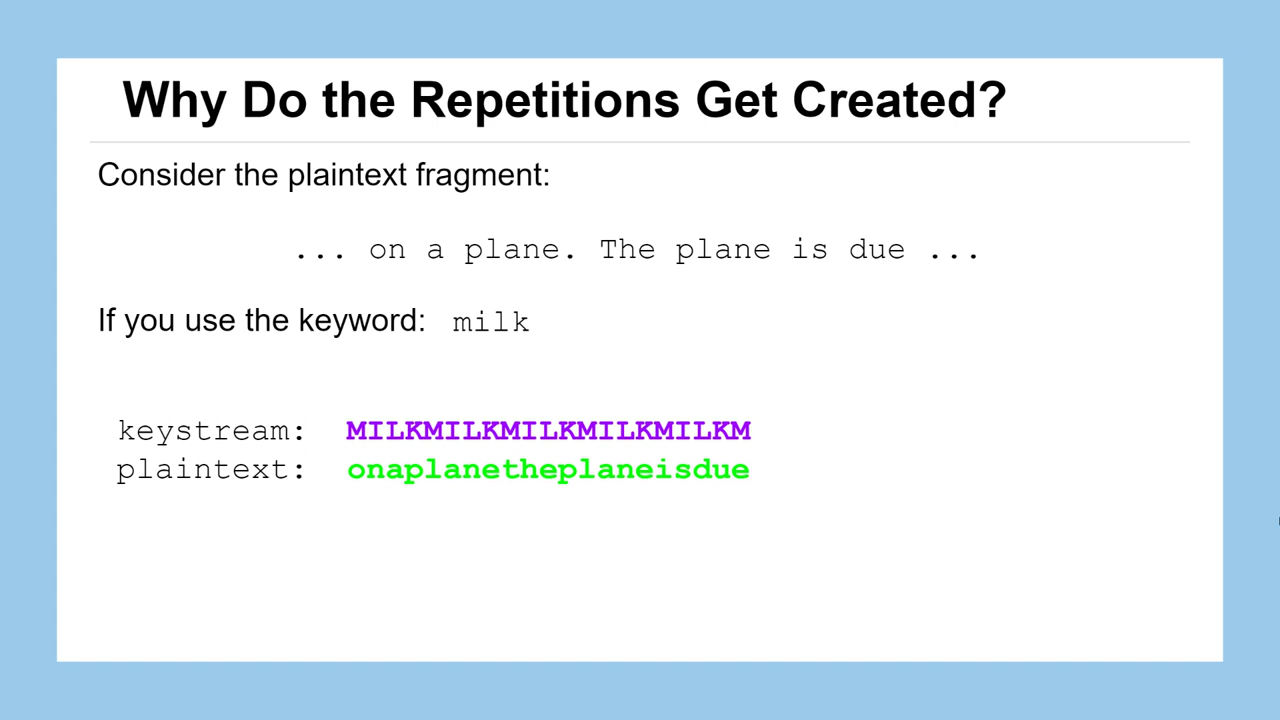 Why Do the Repetitions Get Created?
Consider the plaintext fragment:
... on a plane. The plane is due ...
If you use the keyword: milk
keystream: MILKMILKMILKMILKMILKM
plaintext: onaplanetheplaneisdue